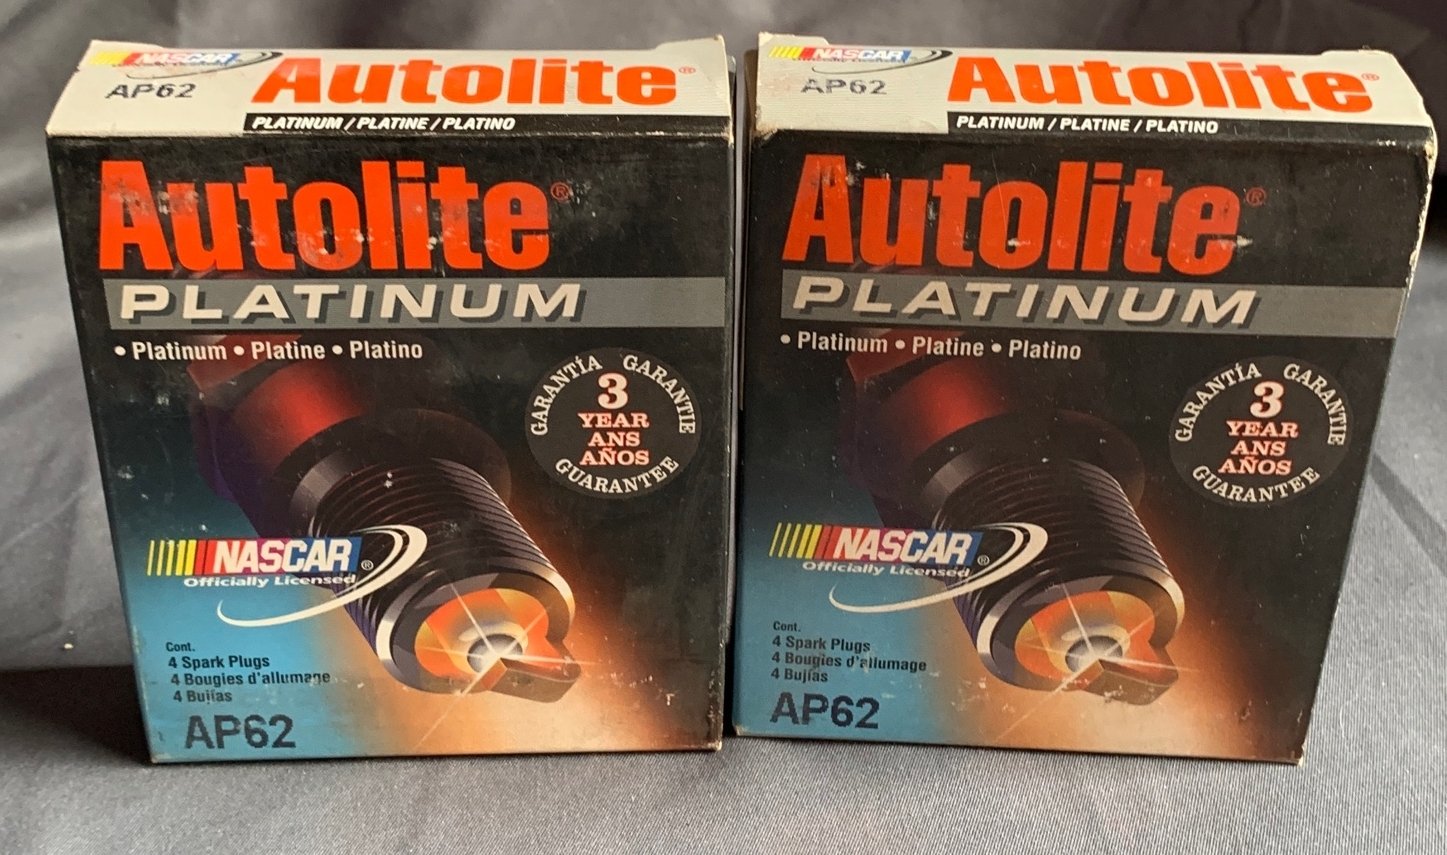 NASCAR
AP62
Autolite®
PLATINUM / PLATINE / PLATINO
Autolite®
PLATINUM
• Platinum • Platine • Platino
GARANTÍA GARANTIE
3
YEAR
ANS
AÑOS
GUARANTEE
NASCAR®
Officially Licensed
Cont.
4 Spark Plugs
4 Bougies d'allumage
4 Bujías
AP62
NASCAR
AP62
Autolite®
PLATINUM / PLATINE / PLATINO
Autolite®
PLATINUM
• Platinum • Platine • Platino
GARANTÍA GARANTIE
3
YEAR
ANS
AÑOS
GUARANTEE
NASCAR®
Officially Licensed
Cont.
4 Spark Plugs
4 Bougies d'allumage
4 Bujías
AP62